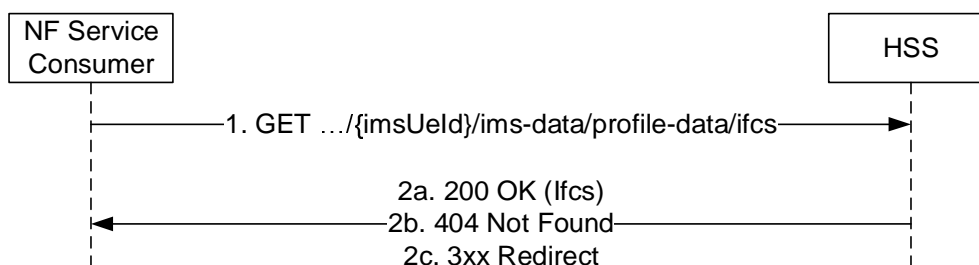 NF Service
Consumer
HSS
1. GET …/{imsUeId}/ims-data/profile-data/ifcs
2a. 200 OK (Ifcs)
2b. 404 Not Found
2c. 3xx Redirect